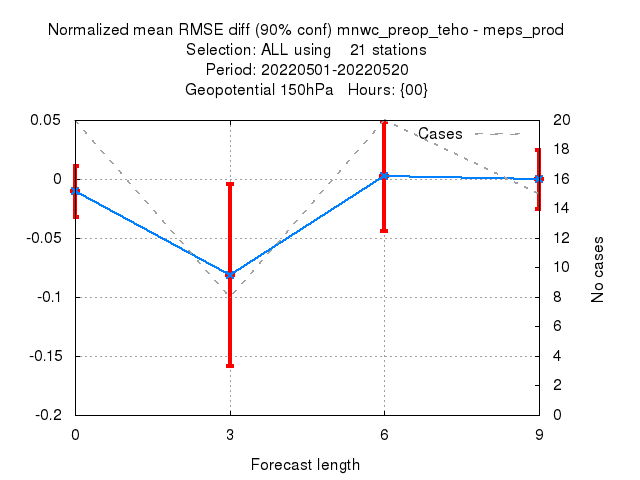 Normalized mean RMSE diff (90% conf) mnwc_preop_teho - meps_prod
Selection: ALL using    21 stations
Period: 20220501-20220520
Geopotential 150hPa   Hours: {00}
Cases
0.05
0
-0.05
-0.1
-0.15
-0.2
20
18
16
14
12
10
8
6
4
2
0
No cases
0 3 6 9
Forecast length